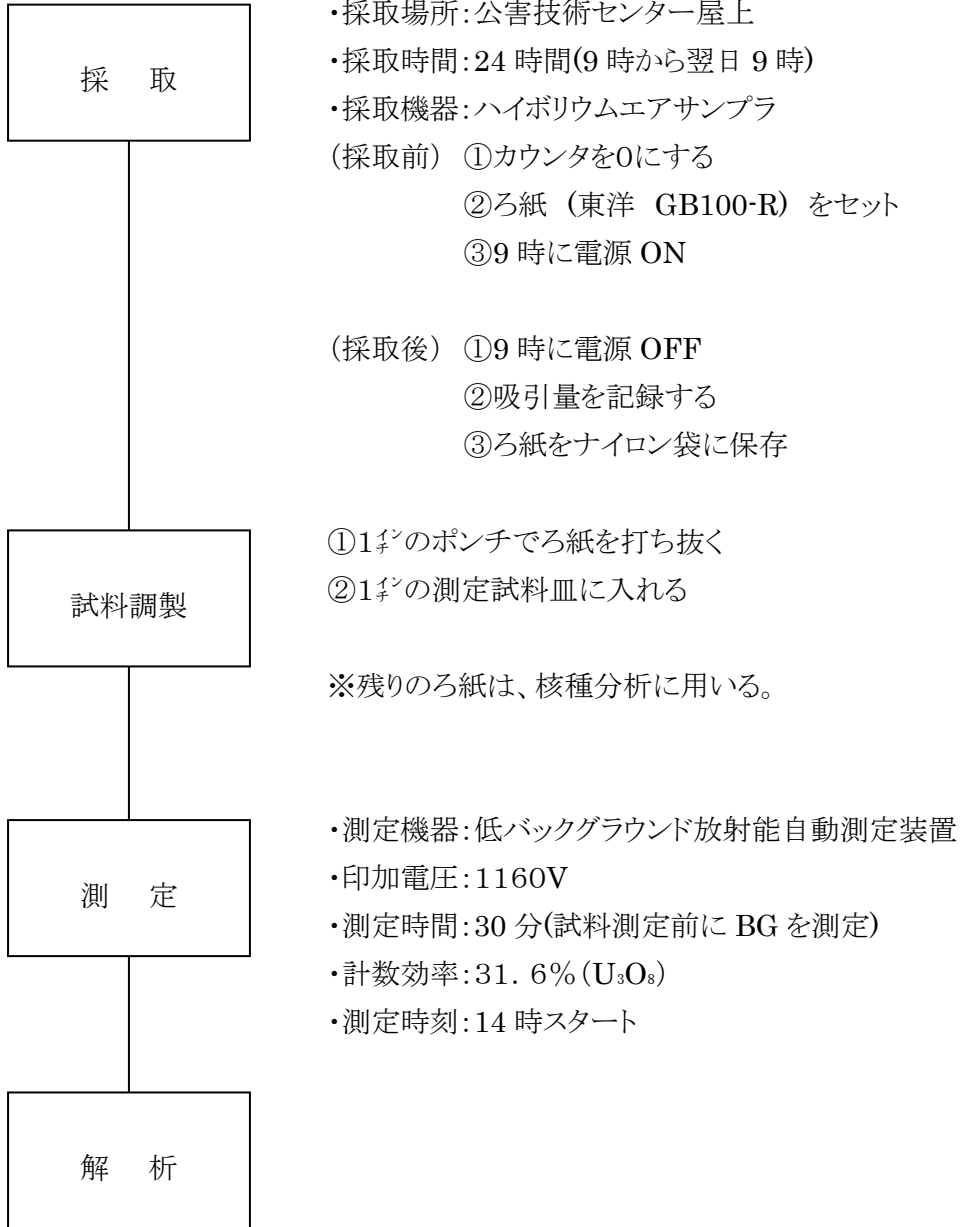 ・採取場所：公害技術センター屋上
採　取
・採取時間：24 時間(9 時から翌日 9 時)
・採取機器：ハイボリウムエアサンプラ
（採取前） ①カウンタを０にする
②ろ紙 （東洋 GB100-R） をセット
③9 時に電源 ON
（採取後） ①9 時に電源 OFF
②吸引量を記録する
③ろ紙をナイロン袋に保存
試料調製
①１㌅のポンチでろ紙を打ち抜く
②１㌅の測定試料皿に入れる
※残りのろ紙は、核種分析に用いる。
測　定
・測定機器：低バックグラウンド放射能自動測定装置
・印加電圧：１１６０V
・測定時間：30 分(試料測定前に BG を測定)
・計数効率：３１．６％（U₃O₈）
・測定時刻：14 時スタート
解　析